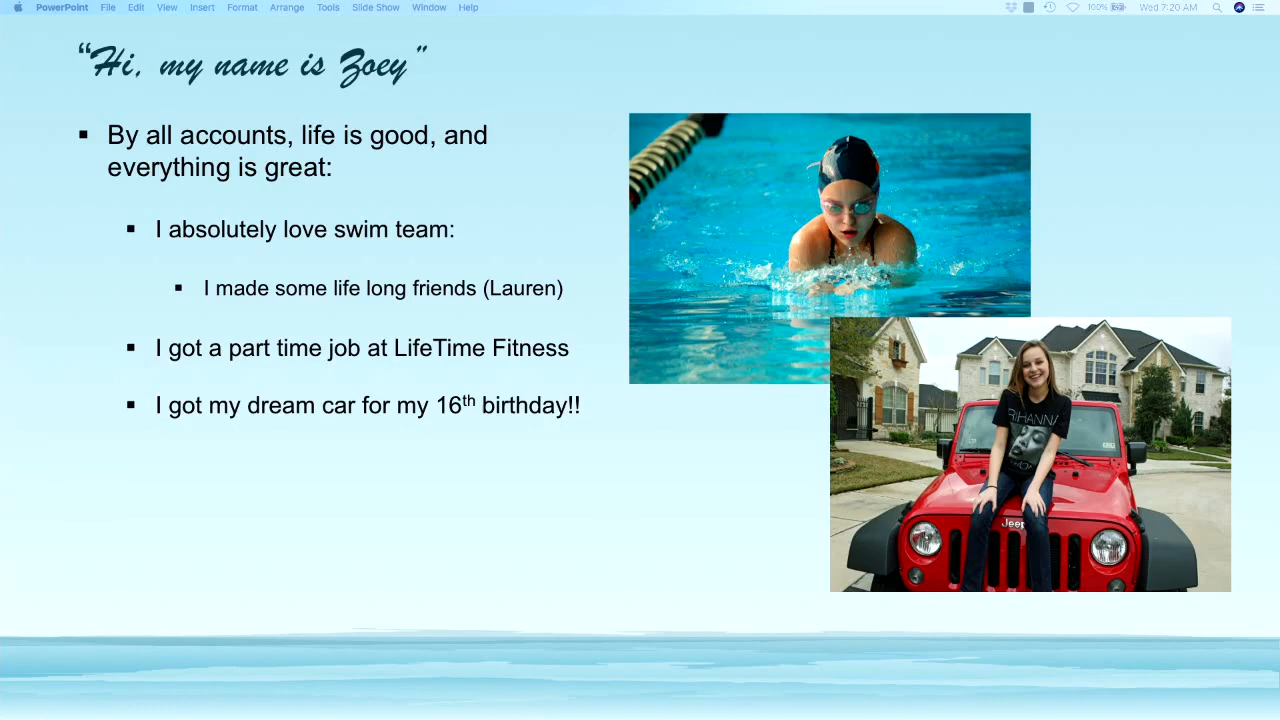 PowerPoint File Edit View Insert Format Arrange Tools Slide Show Window Help 100% Wed 7:20 AM
“Hi, my name is Zoey”
▪ By all accounts, life is good, and
everything is great:
▪ I absolutely love swim team:
▪ I made some life long friends (Lauren)
▪ I got a part time job at LifeTime Fitness
▪ I got my dream car for my 16th birthday!!
RIHANNA
Jeep